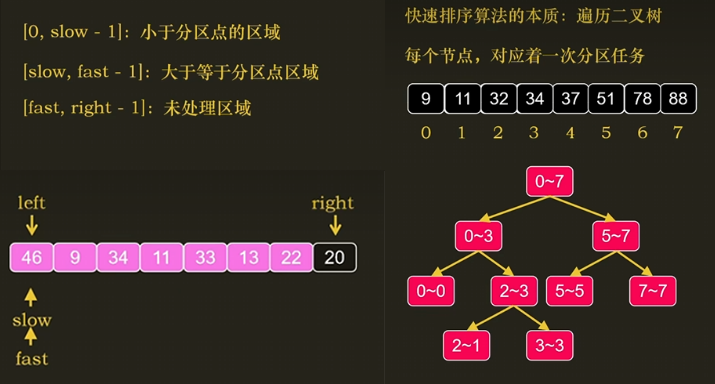 [0, slow - 1]：小于分区点的区域
[slow, fast - 1]：大于等于分区点区域
[fast, right - 1]：未处理区域
left
right
46 9 34 11 33 13 22 20
slow
fast
快速排序算法的本质：遍历二叉树
每个节点，对应着一次分区任务
9 11 32 34 37 51 78 88
0 1 2 3 4 5 6 7
0~7
0~3 5~7
0~0 2~3 5~5 7~7
2~1 3~3